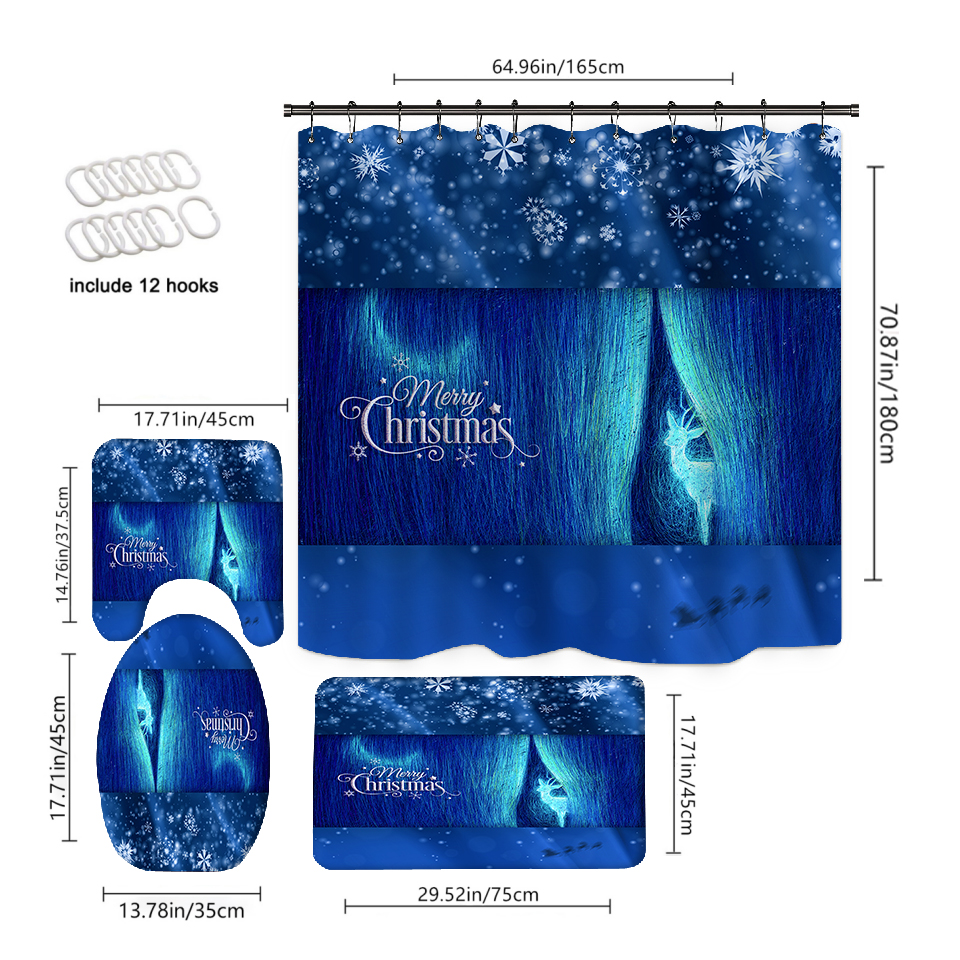 64.96in/165cm
include 12 hooks
70.87in/180cm
Merry
Christmas
17.71in/45cm
14.76in/37.5cm
Merry
Christmas
17.71in/45cm
Merry
Christmas
Merry
Christmas
17.71in/45cm
13.78in/35cm
29.52in/75cm